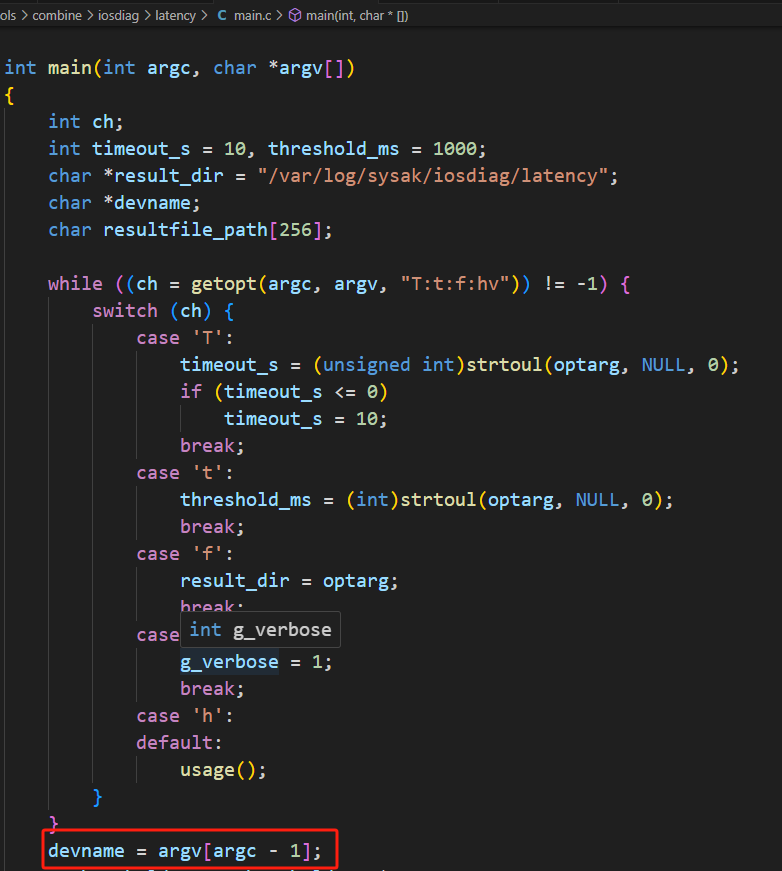 ols > combine > iosdiag > latency > C main.c > main(int, char * [])
int main(int argc, char *argv[])
{
    int ch;
    int timeout_s = 10, threshold_ms = 1000;
    char *result_dir = "/var/log/sysak/iosdiag/latency";
    char *devname;
    char resultfile_path[256];
    while ((ch = getopt(argc, argv, "T:t:f:hv")) != -1) {
        switch (ch) {
            case 'T':
                timeout_s = (unsigned int)strtoul(optarg, NULL, 0);
                if (timeout_s <= 0)
                    timeout_s = 10;
                break;
            case 't':
                threshold_ms = (int)strtoul(optarg, NULL, 0);
                break;
            case 'f':
                result_dir = optarg;
                break;
            case
int g_verbose
                g_verbose = 1;
                break;
            case 'h':
            default:
                usage();
        }
    }
    devname = argv[argc - 1];